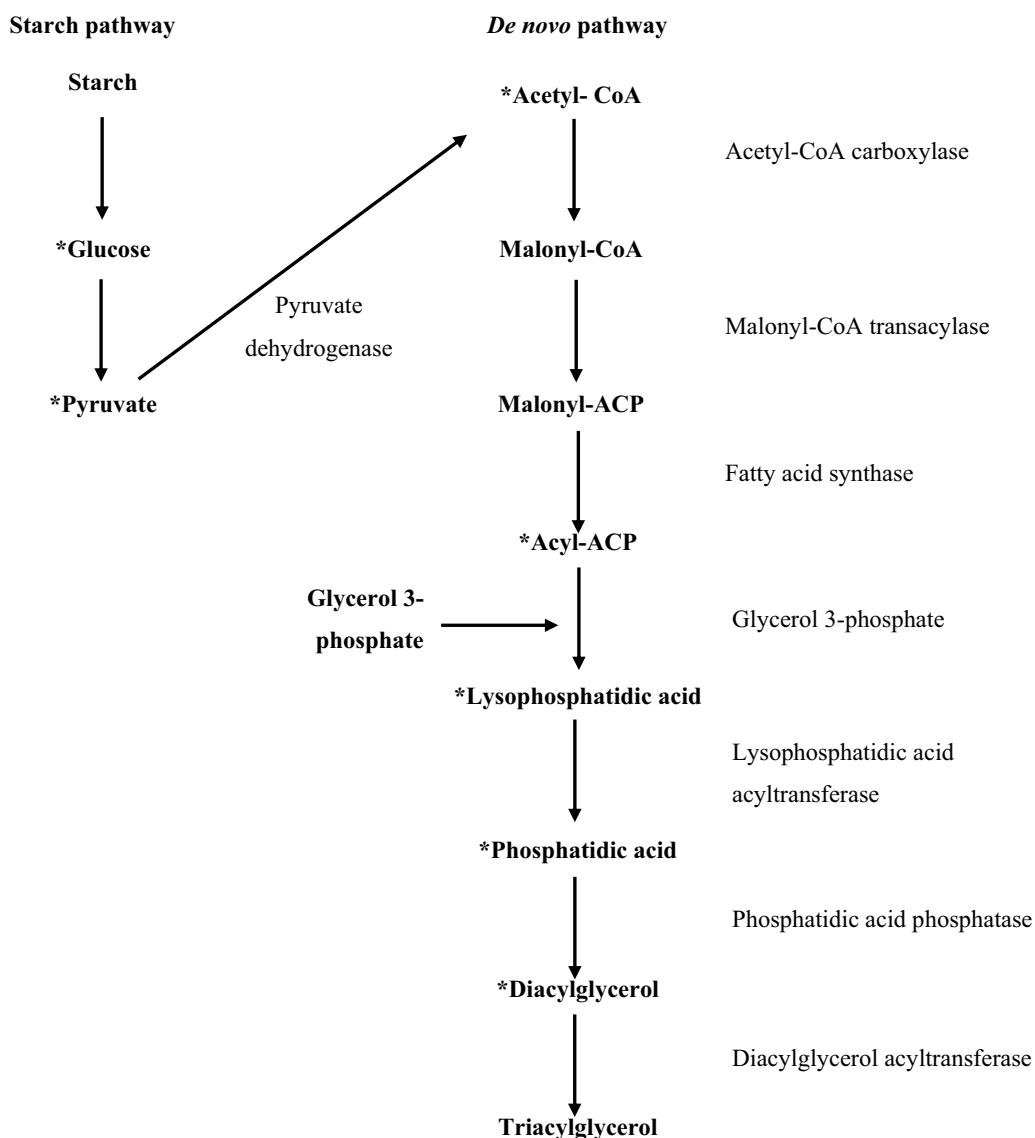 Starch pathway
De novo pathway
Starch
*Acetyl- CoA
Acetyl-CoA carboxylase
*Glucose
Malonyl-CoA
Pyruvate
dehydrogenase
Malonyl-CoA transacylase
*Pyruvate
Malonyl-ACP
Fatty acid synthase
*Acyl-ACP
Glycerol 3-
phosphate
Glycerol 3-phosphate
*Lysophosphatidic acid
Lysophosphatidic acid
acyltransferase
*Phosphatidic acid
Phosphatidic acid phosphatase
*Diacylglycerol
Diacylglycerol acyltransferase
Triacylglycerol